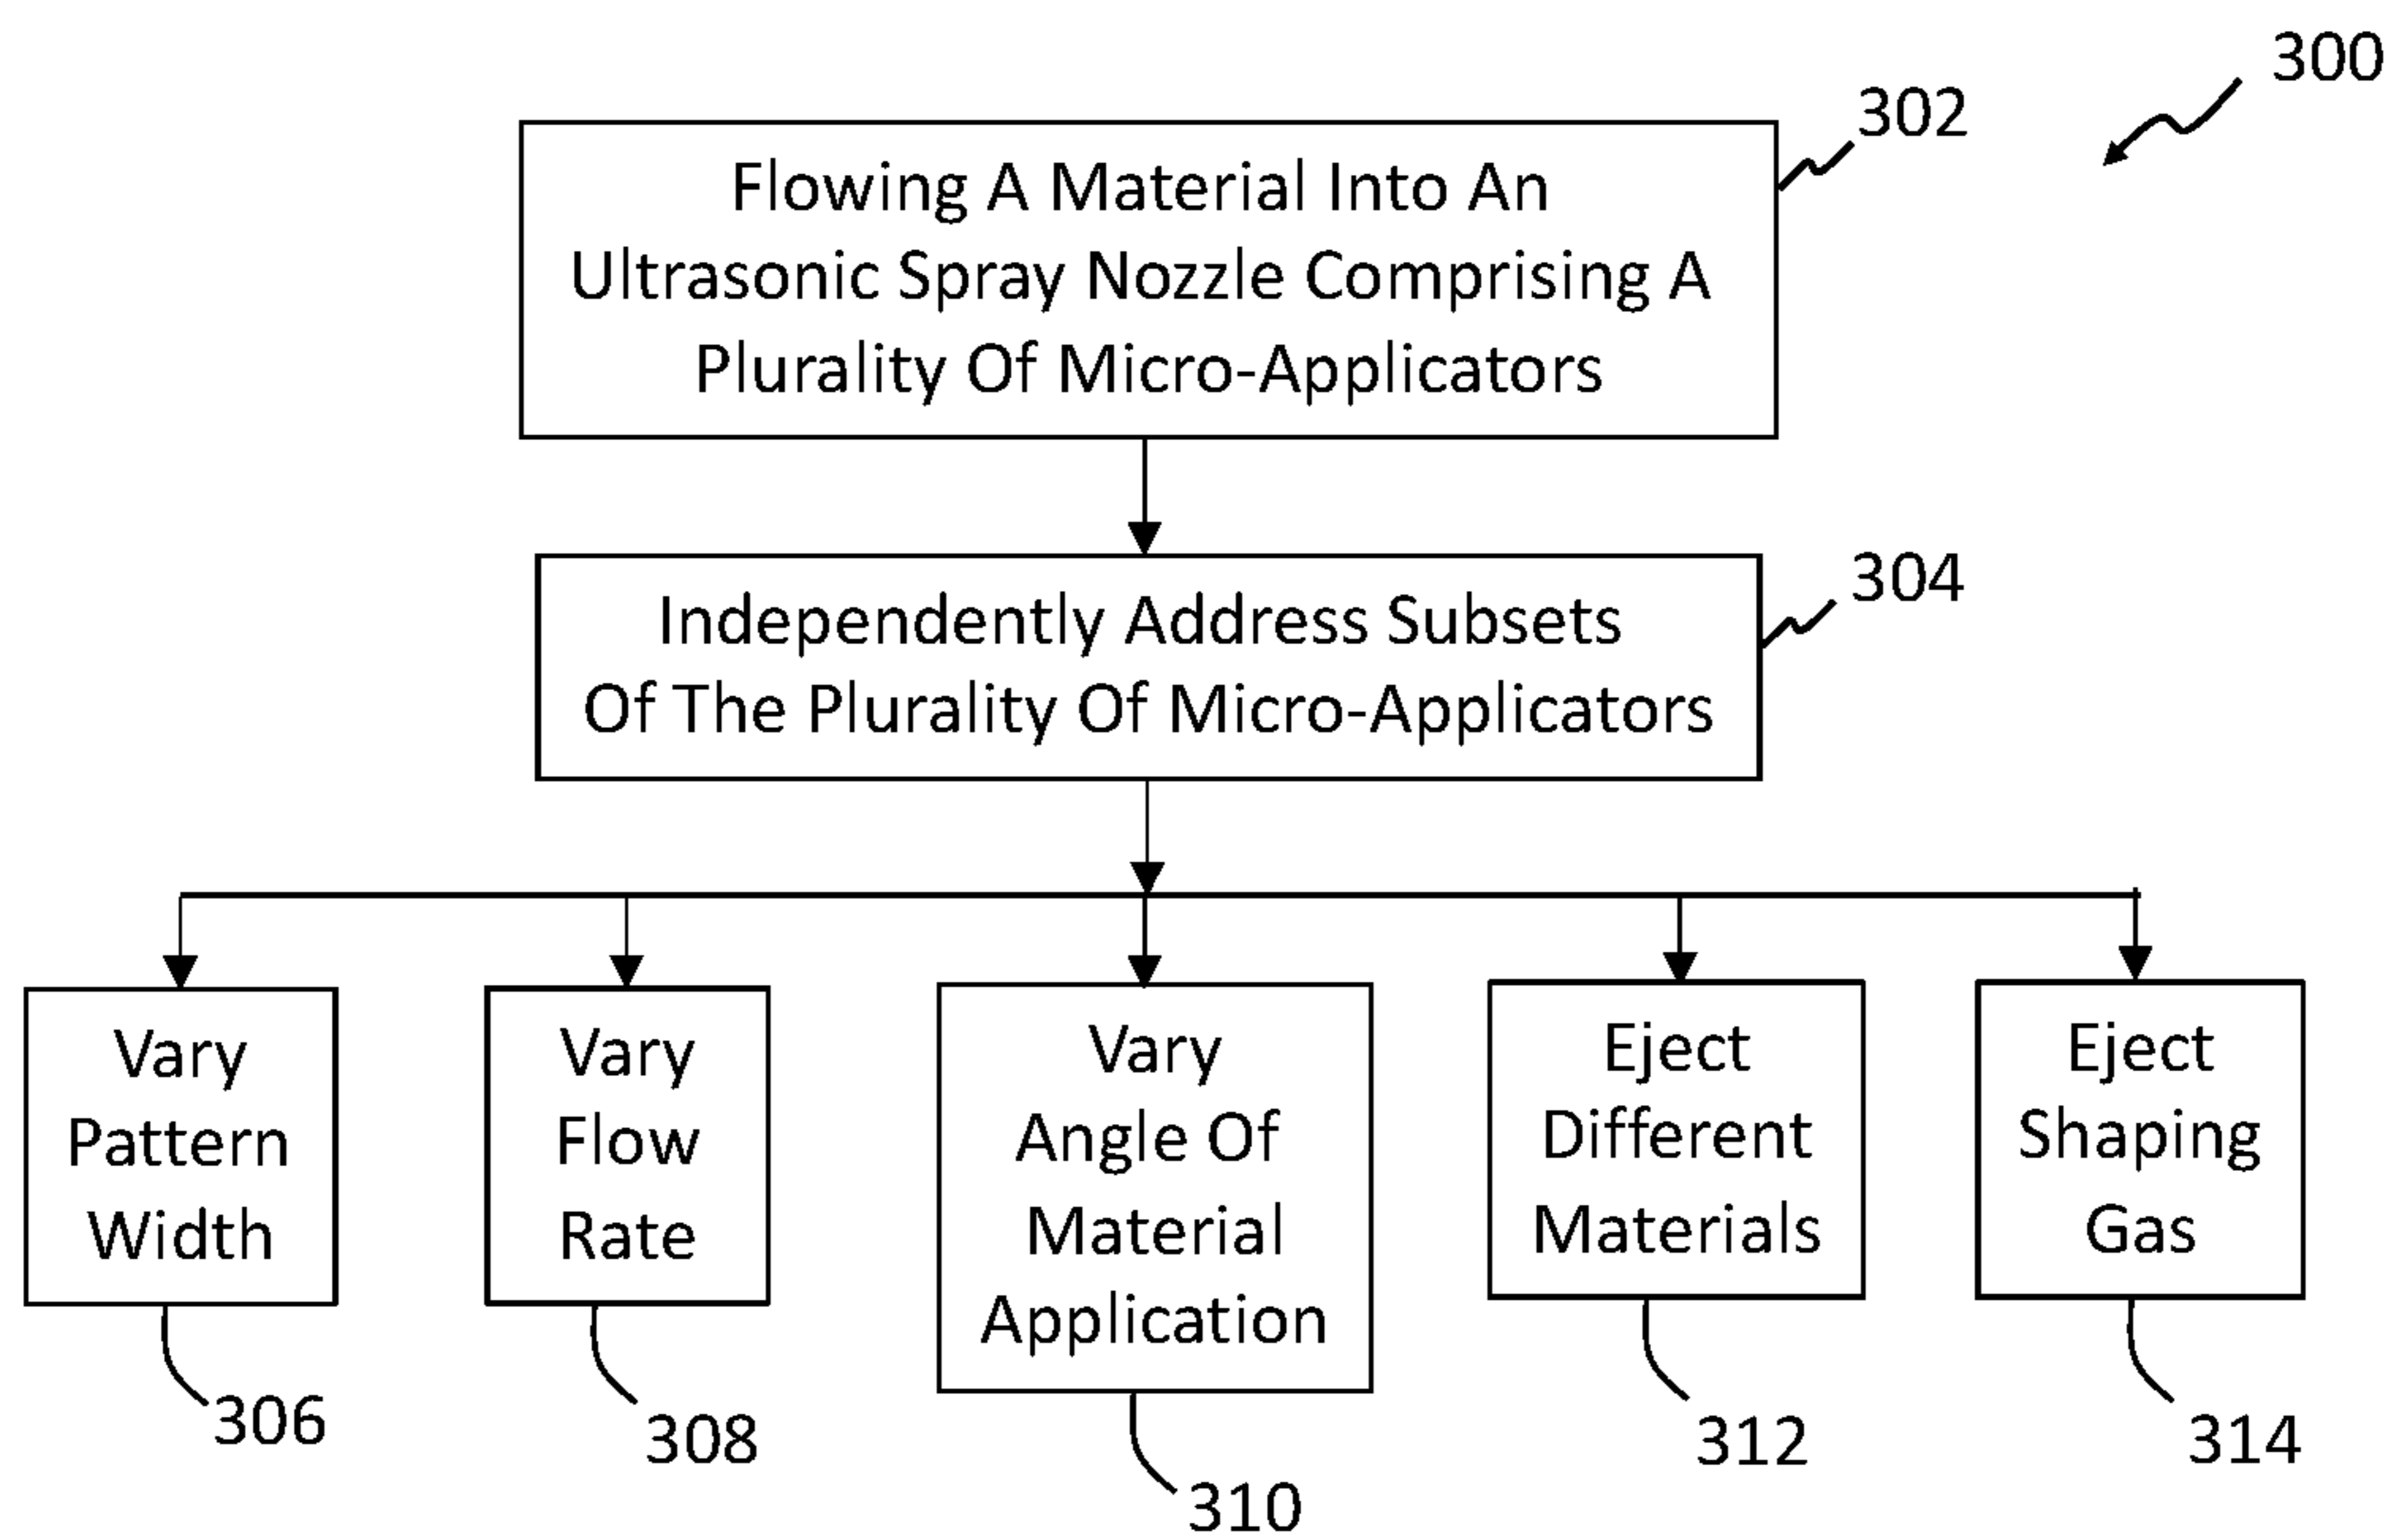 300
302
Flowing A Material Into An
Ultrasonic Spray Nozzle Comprising A
Plurality Of Micro-Applicators
304
Independently Address Subsets
Of The Plurality Of Micro-Applicators
Vary
Pattern
Width
306
Vary
Flow
Rate
308
Vary
Angle Of
Material
Application
310
Eject
Different
Materials
312
Eject
Shaping
Gas
314